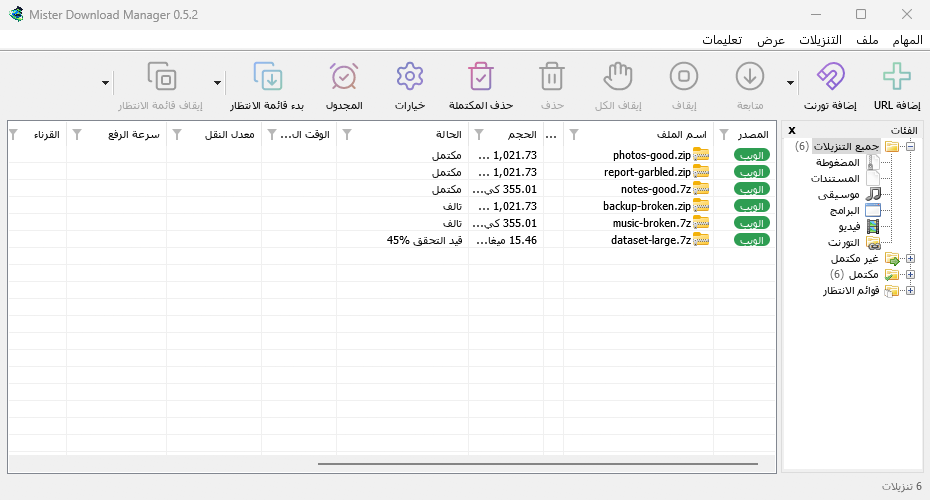 Mister Download Manager 0.5.2
المهام ملف التنزيلات عرض تعليمات
إضافة URL إضافة تورنت متابعة إيقاف إيقاف الكل حذف حذف المكتملة خيارات المجدول بدء قائمة الانتظار إيقاف قائمة الانتظار
الفئات X
جميع التنزيلات (6)
المضغوطة
المستندات
موسيقى
البرامج
فيديو
التورنت
غير مكتمل
مكتمل (6)
قوائم الانتظار
المصدر اسم الملف ... الحجم الحالة الوقت ال... معدل النقل سرعة الرفع القرناء
الويب photos-good.zip 1,021.73 ... مكتمل
الويب report-garbled.zip 1,021.73 ... مكتمل
الويب notes-good.7z 355.01 كي... مكتمل
الويب backup-broken.zip 1,021.73 ... تالف
الويب music-broken.7z 355.01 كي... تالف
الويب dataset-large.7z 15.46 ميغا... قيد التحقق 45%
6 تنزيلات